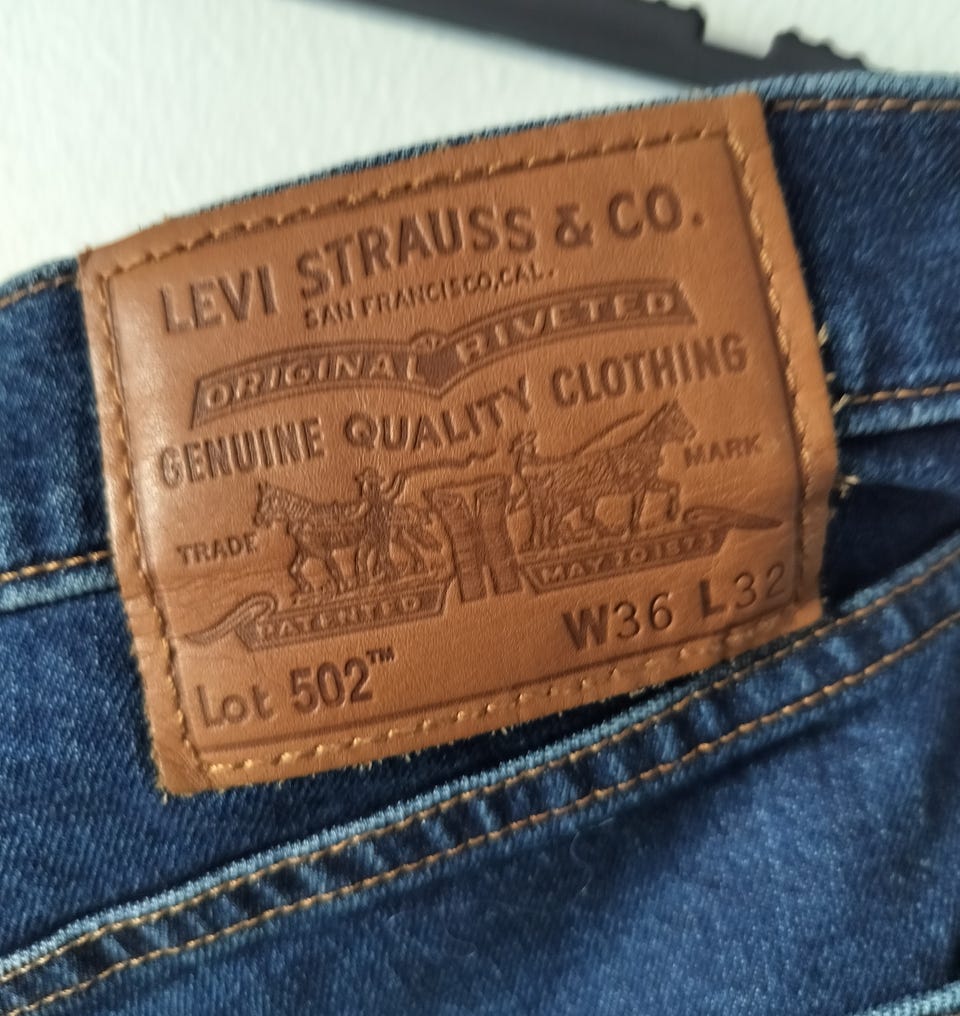 LEVI STRAUSS & CO.
SAN FRANCISCO, CAL.
ORIGINAL RIVETED
GENUINE QUALITY CLOTHING
TRADE MARK
PATENTED MAY 20 1873
Lot 502™ W36 L32